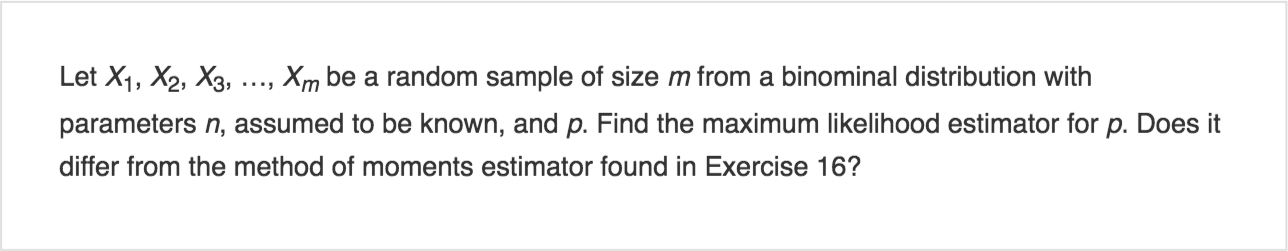 Let X₁, X₂, X₃, ..., Xₘ be a random sample of size m from a binominal distribution with
parameters n, assumed to be known, and p. Find the maximum likelihood estimator for p. Does it
differ from the method of moments estimator found in Exercise 16?